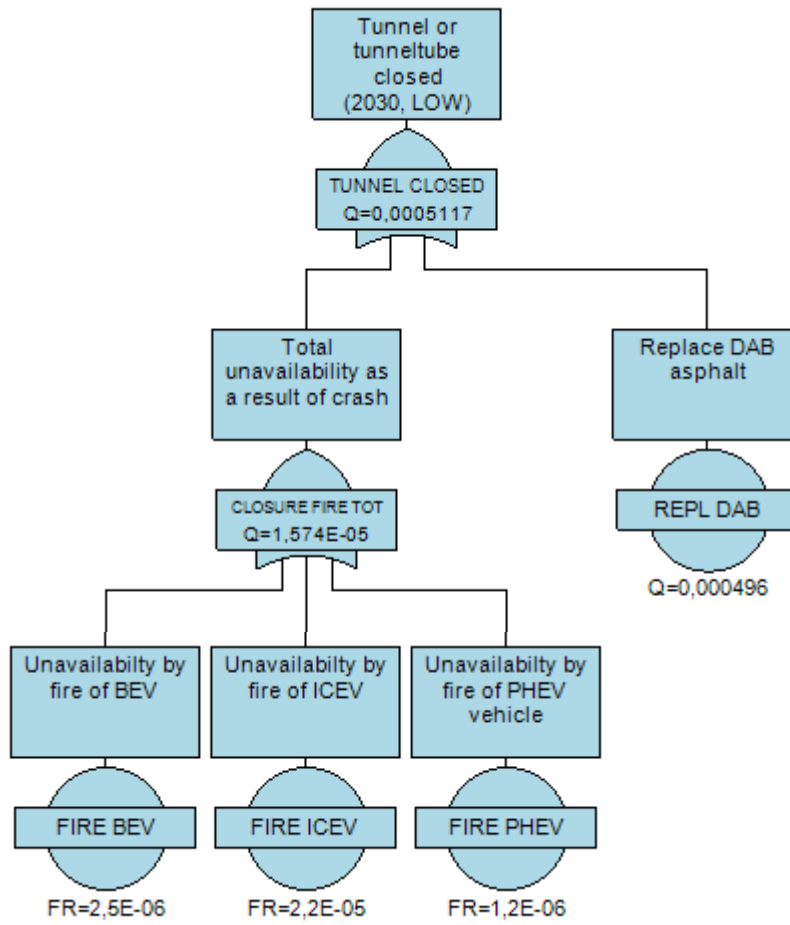 Tunnel or
tunneltube
closed
(2030, LOW)
TUNNEL CLOSED
Q=0,0005117
Total
unavailability as
a result of crash
Replace DAB
asphalt
CLOSURE FIRE TOT
Q=1,574E-05
REPL DAB
Q=0,000496
Unavailabilty by
fire of BEV
Unavailabilty by
fire of ICEV
Unavailabilty by
fire of PHEV
vehicle
FIRE BEV
FIRE ICEV
FIRE PHEV
FR=2,5E-06
FR=2,2E-05
FR=1,2E-06